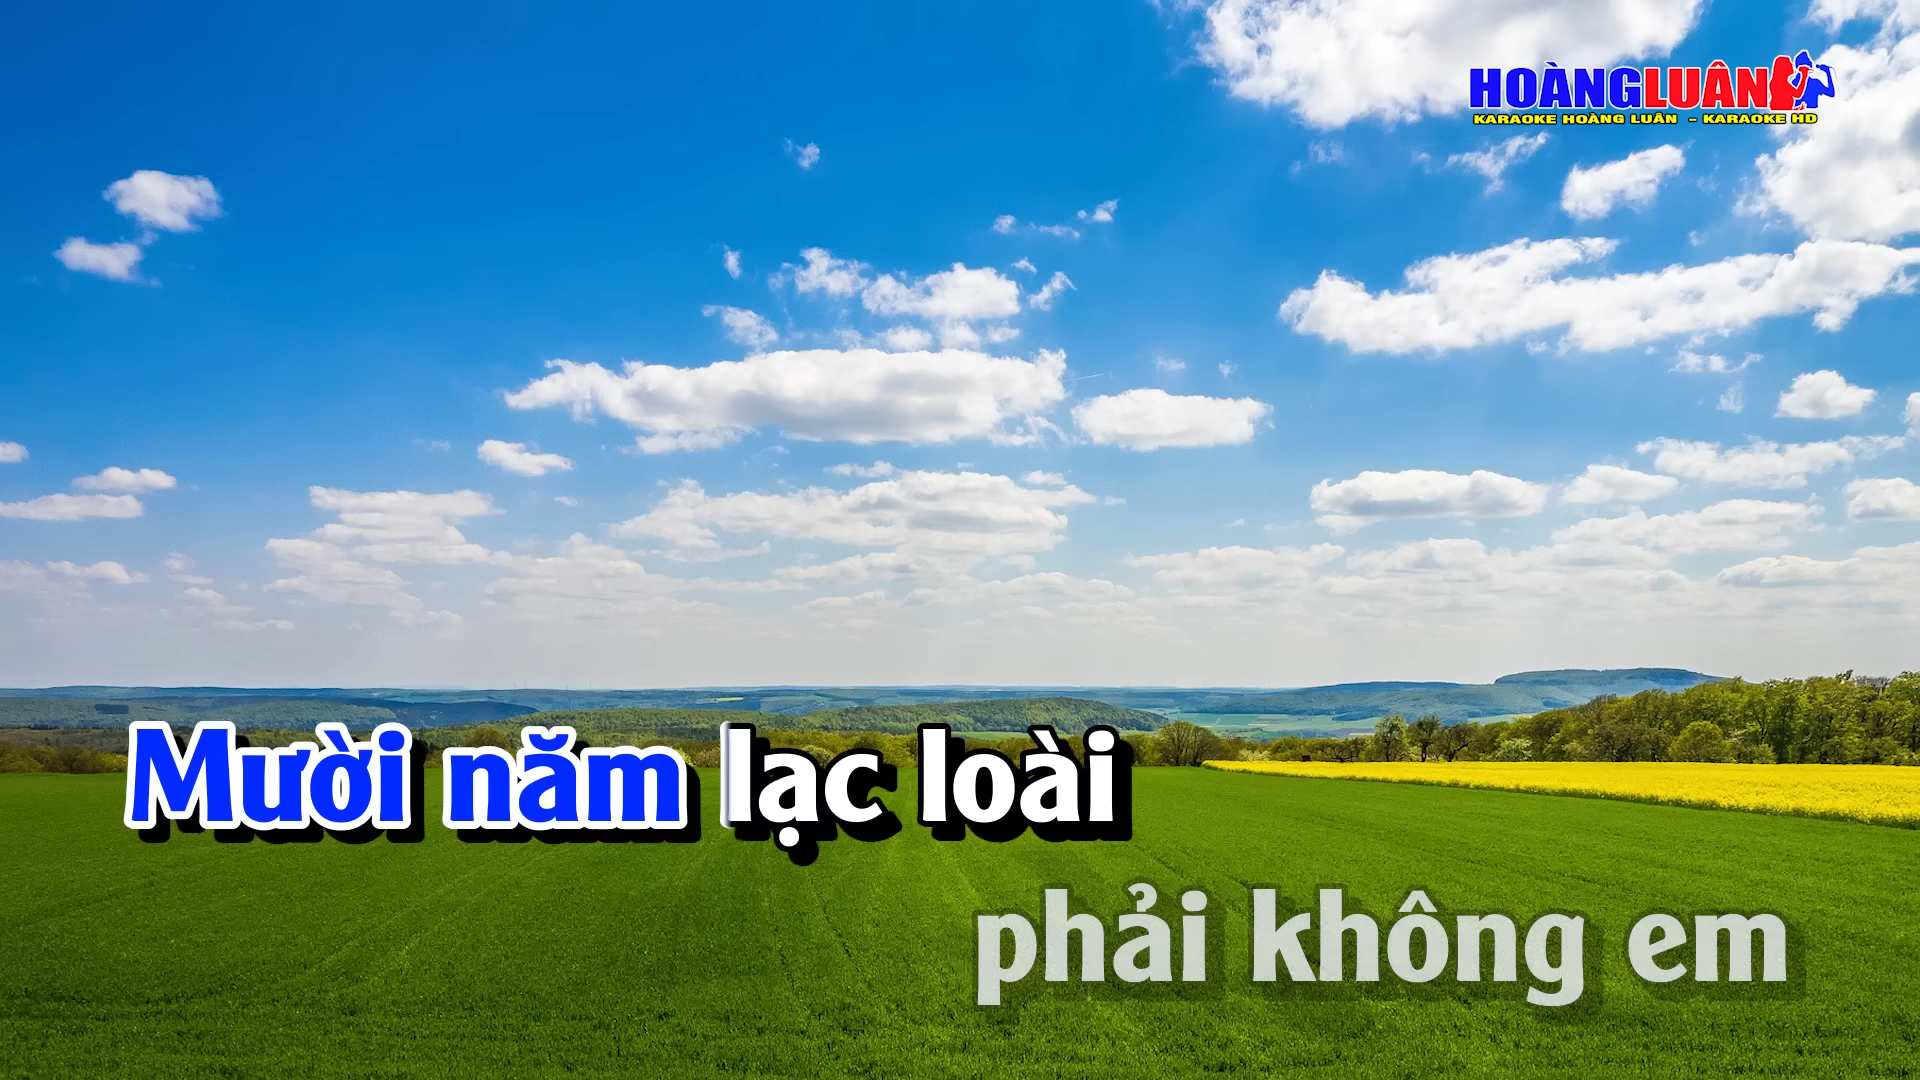 HOÀNGLUÂN
KARAOKE HOÀNG LUÂN - KARAOKE HD
Mười năm lạc loài
phải không em